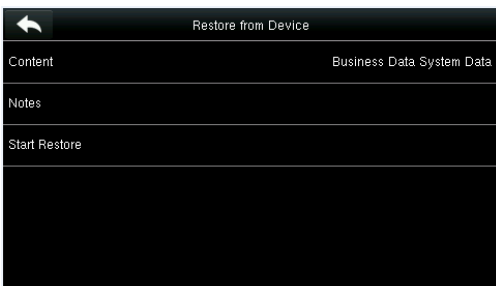 Restore from Device
Content Business Data System Data
Notes
Start Restore